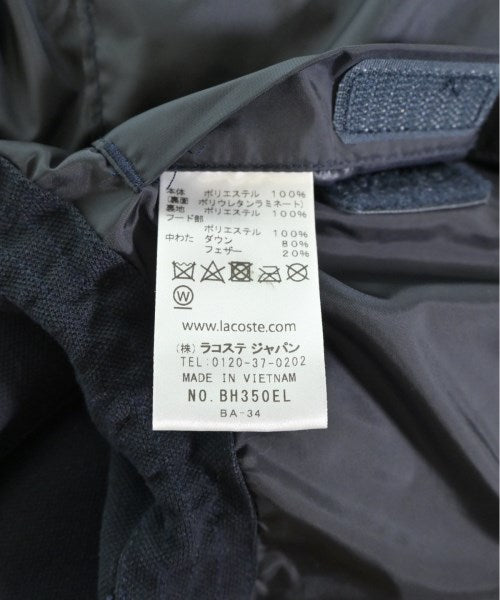 本体 ポリエステル 100%
(裏面 ポリウレタンラミネート)
裏地 ポリエステル 100%
フード部
ポリエステル 100%
中わた ダウン 80%
フェザー 20%
W
www.lacoste.com
(株) ラコステ ジャパン
TEL:0120-37-0202
MADE IN VIETNAM
NO. BH350EL
BA-34